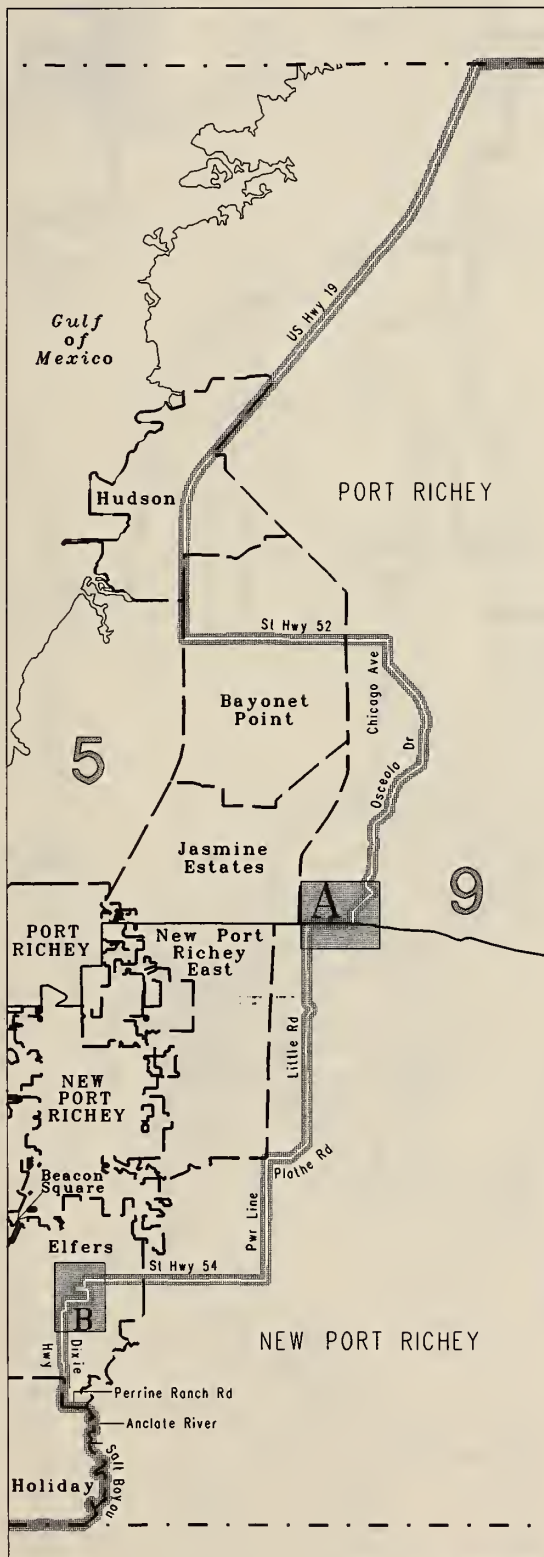 US Hwy 19
Gulf
of
Mexico
PORT RICHEY
Hudson
St Hwy 52
Chicago Ave
Bayonet
Point
5
Osceola Dr
Jasmine
Estates
A
9
PORT
RICHEY
New Port
Richey
East
Little Rd
NEW
PORT
RICHEY
Plathe Rd
Beacon
Square
Pwr Line
Elfers
St Hwy 54
B
NEW PORT RICHEY
Dixie
Hwy
Perrine Ranch Rd
Anclate River
Salt Bayou
Holiday